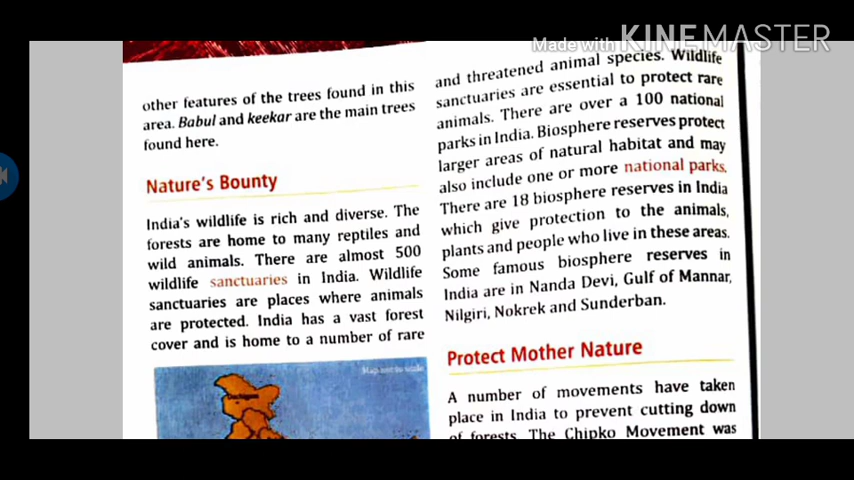 Made with KINEMASTER
other features of the trees found in this
area. Babul and keekar are the main trees
found here.
Nature's Bounty
India's wildlife is rich and diverse. The
forests are home to many reptiles and
wild animals. There are almost 500
wildlife sanctuaries in India. Wildlife
sanctuaries are places where animals
are protected. India has a vast forest
cover and is home to a number of rare
Map not to scale
and threatened animal species. Wildlife
sanctuaries are essential to protect rare
animals. There are over a 100 national
parks in India. Biosphere reserves protect
larger areas of natural habitat and may
also include one or more national parks.
There are 18 biosphere reserves in India
which give protection to the animals,
plants and people who live in these areas.
Some famous biosphere reserves in
India are in Nanda Devi, Gulf of Mannar,
Nilgiri, Nokrek and Sunderban.
Protect Mother Nature
A number of movements have taken
place in India to prevent cutting down
of forests. The Chipko Movement was